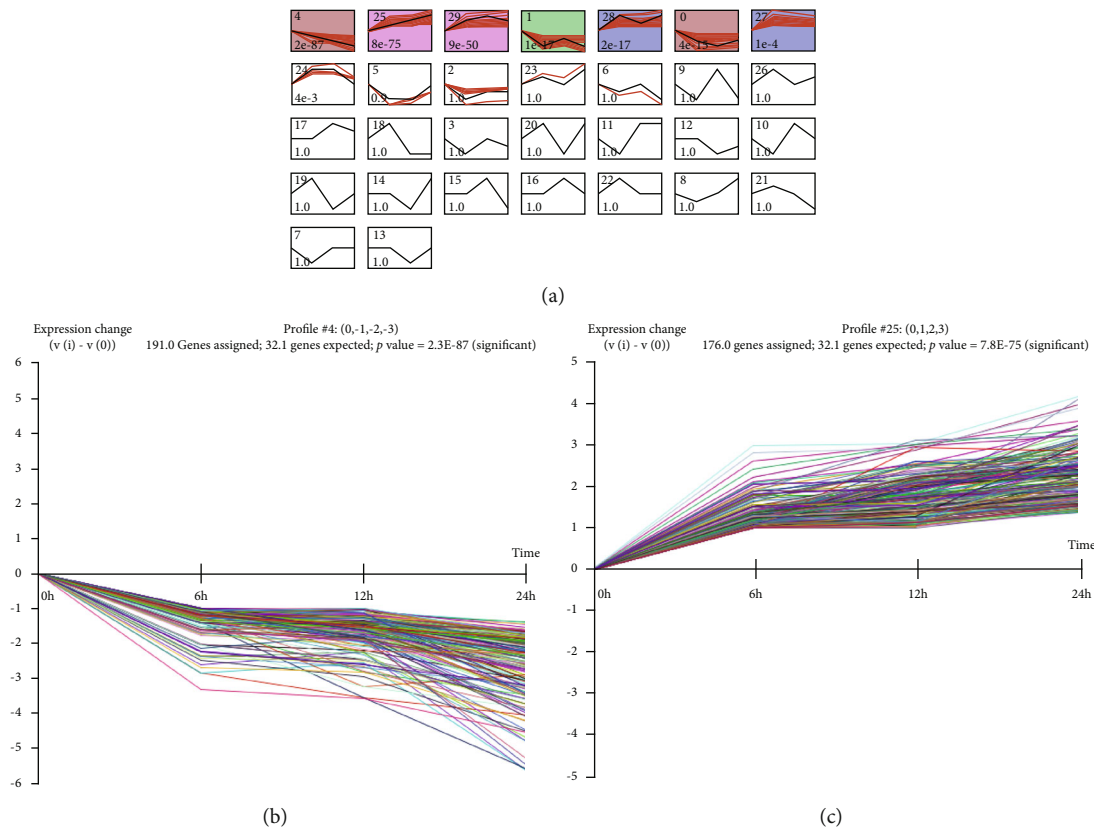 4 25 29 1 28 0 27
2e-87 8e-75 9e-50 1e-17 2e-17 4e-15 1e-4
24 5 2 23 6 9 26
4e-3 0.9 1.0 1.0 1.0 1.0 1.0
17 18 3 20 11 12 10
1.0 1.0 1.0 1.0 1.0 1.0 1.0
19 14 15 16 22 8 21
1.0 1.0 1.0 1.0 1.0 1.0 1.0
7 13
1.0 1.0
(a)
Expression change
(v (i) - v (0))
Profile #4: (0,-1,-2,-3)
191.0 Genes assigned; 32.1 genes expected; p value = 2.3E-87 (significant)
6
5
4
3
2
1
0
-1
-2
-3
-4
-5
-6
Time
0h 6h 12h 24h
(b)
Expression change
(v (i) - v (0))
Profile #25: (0,1,2,3)
176.0 genes assigned; 32.1 genes expected; p value = 7.8E-75 (significant)
5
4
3
2
1
0
-1
-2
-3
-4
-5
Time
0h 6h 12h 24h
(c)